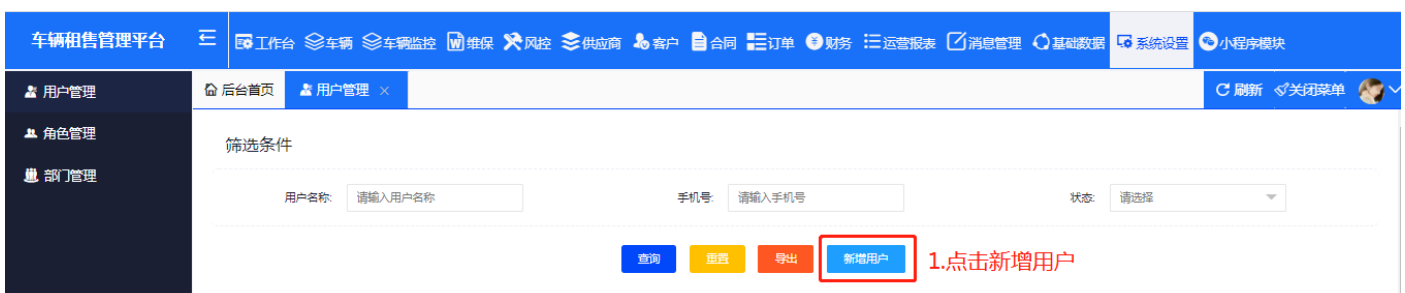 车辆租售管理平台 工作台 车辆 车辆监控 维保 风控 供应商 客户 合同 订单 财务 运营报表 消息管理 基础数据 系统设置 小程序模块
用户管理 后台首页 用户管理 × 刷新 关闭菜单
角色管理
筛选条件
部门管理
用户名称: 请输入用户名称 手机号: 请输入手机号 状态: 请选择
查询 重置 导出 新增用户 1.点击新增用户